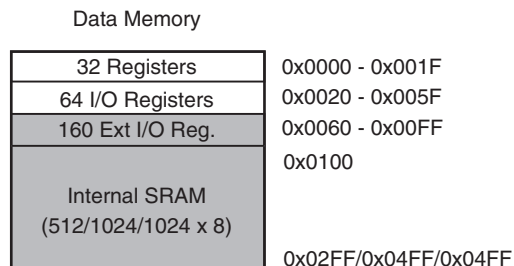 Data Memory
32 Registers 0x0000 - 0x001F
64 I/O Registers 0x0020 - 0x005F
160 Ext I/O Reg. 0x0060 - 0x00FF
0x0100
Internal SRAM
(512/1024/1024 x 8)
0x02FF/0x04FF/0x04FF